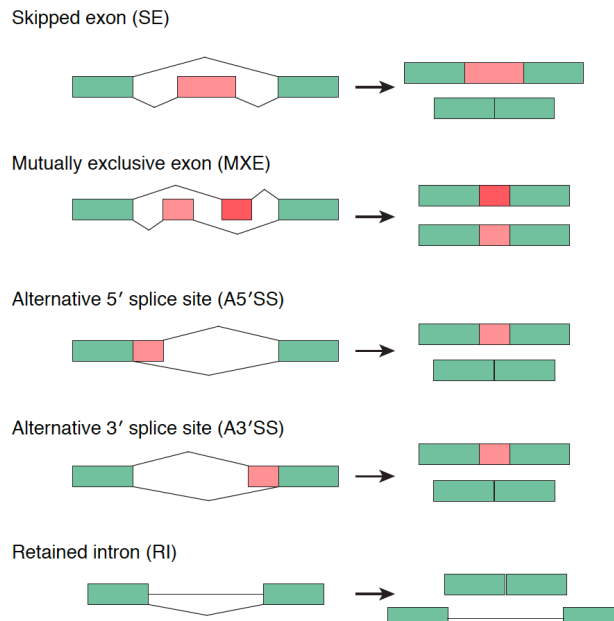 Skipped exon (SE)
Mutually exclusive exon (MXE)
Alternative 5′ splice site (A5′SS)
Alternative 3′ splice site (A3′SS)
Retained intron (RI)